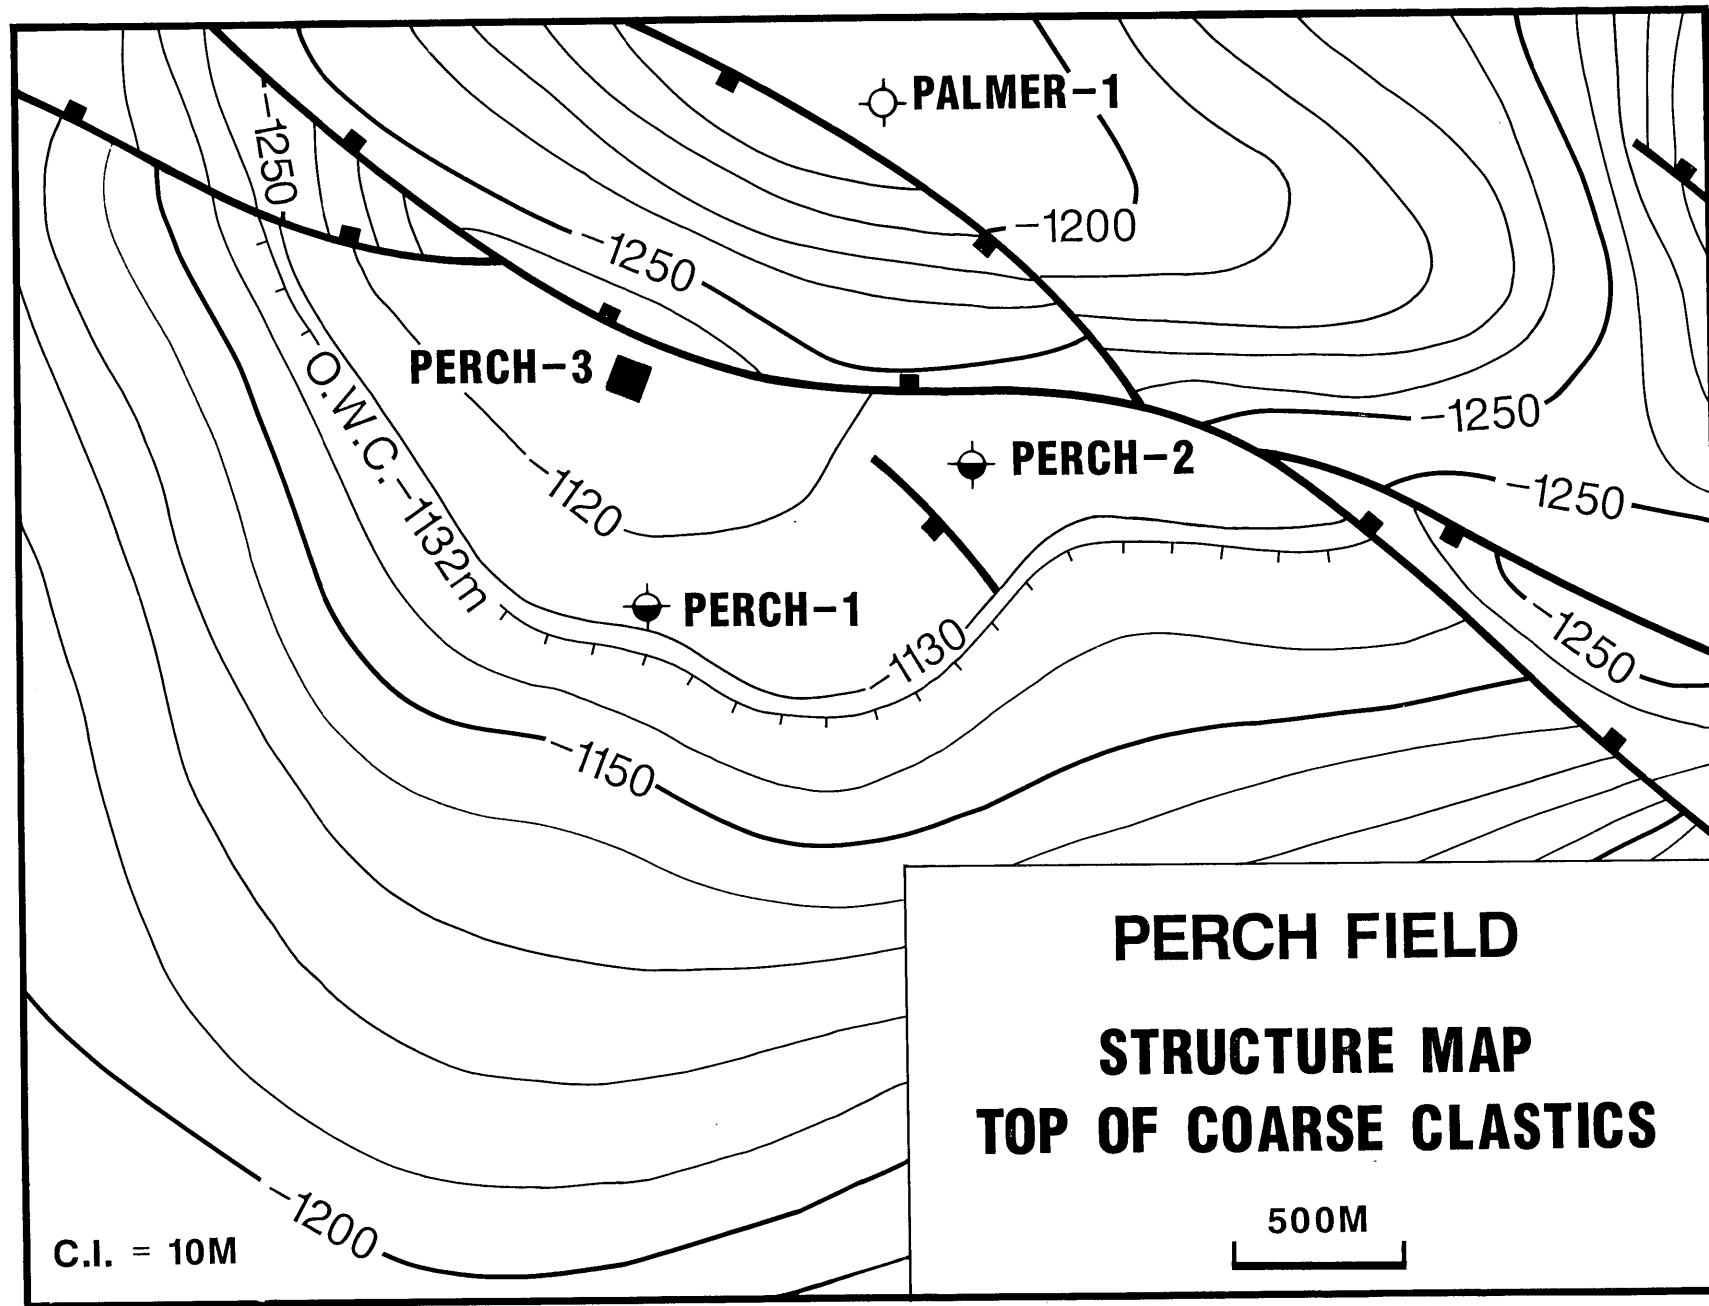 PALMER-1
-1250
-1200
-1250
PERCH-3
-1250
O.W.C. -1132m
PERCH-2
-1250
-1120
PERCH-1
-1130
-1250
-1150
PERCH FIELD
STRUCTURE MAP
TOP OF COARSE CLASTICS
-1200
500M
C.I. = 10M